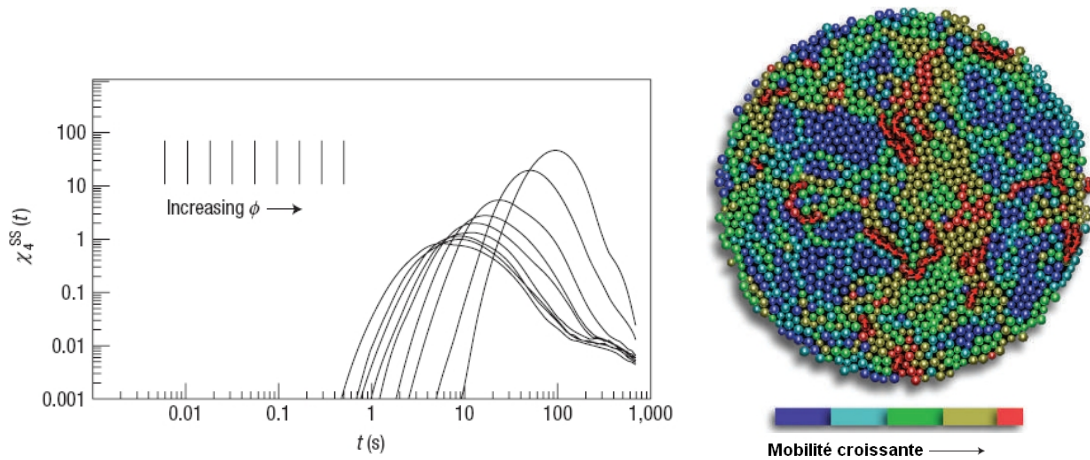 100
10
1
0.1
0.01
0.001
χ₄ˢˢ (t)
Increasing ϕ →
0.01 0.1 1 10 100 1,000
t (s)
Mobilité croissante →